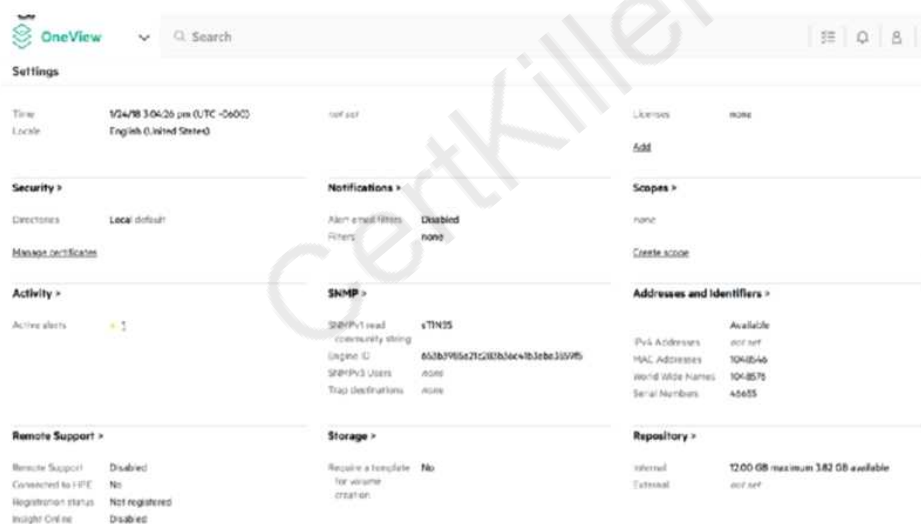 OneView
Search
Settings
Time 1/24/18 3:04:26 pm (UTC -0600) not set Licenses none
Locale English (United States)
Add
Security > Notifications > Scopes >
Directories Local default Alert email filters Disabled none
Filters none
Manage certificates Create scope
Activity > SNMP > Addresses and Identifiers >
Active alerts SNMPv1 read sTIN35 Available
community string IPv4 Addresses not set
Engine ID MAC Addresses 1048546
SNMPv3 Users none World Wide Names 1048576
Trap destinations none Serial Numbers 46655
Remote Support > Storage > Repository >
Remote Support Disabled Require a template No Internal 12.00 GB maximum 3.82 GB available
Connected to HPE No for volume External not set
Registration status Not registered creation
Insight Online Disabled
CertKiller